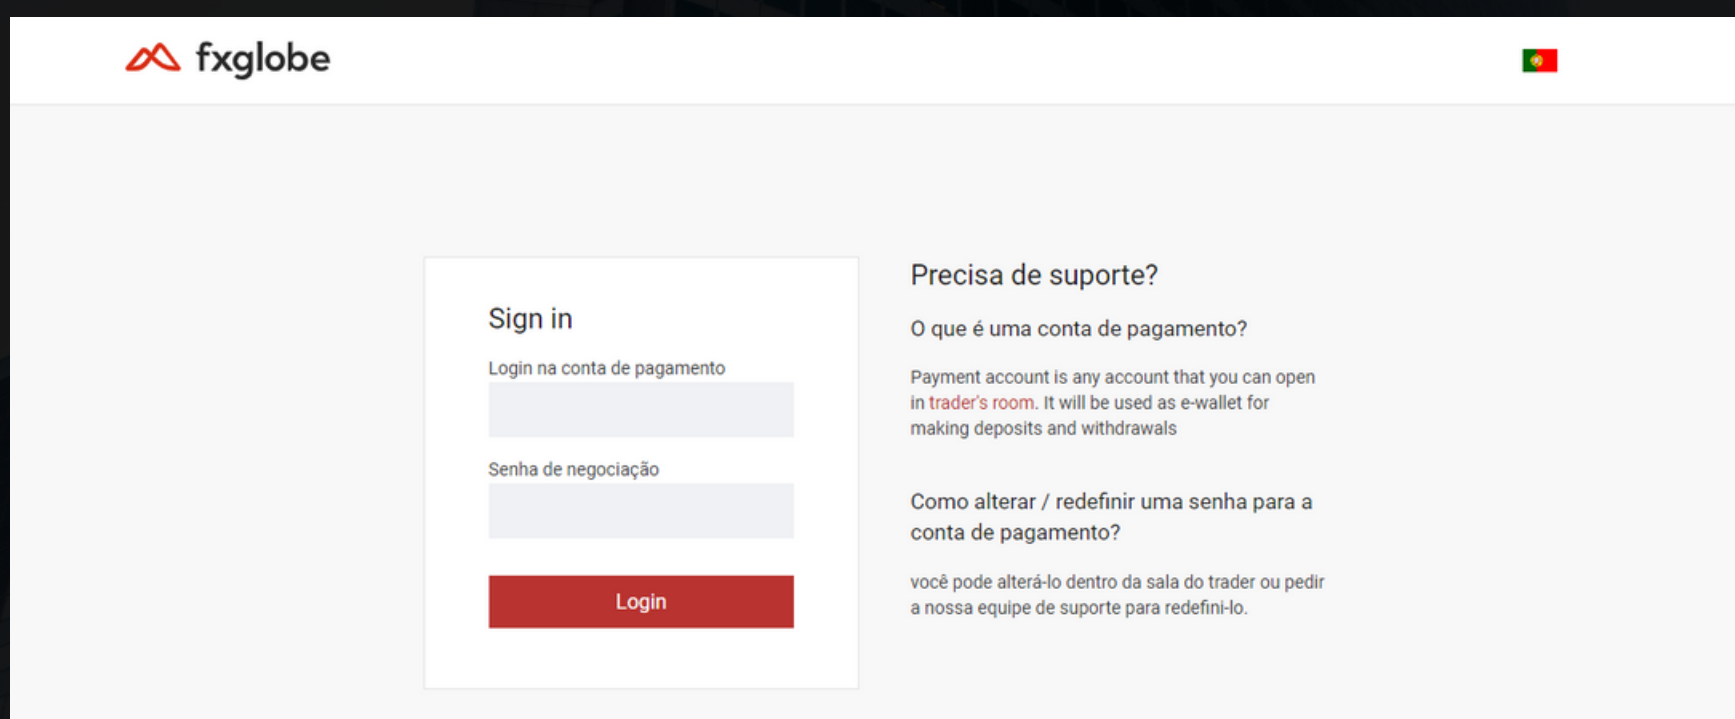 fxglobe
Sign in
Login na conta de pagamento
Senha de negociação
Login
Precisa de suporte?
O que é uma conta de pagamento?
Payment account is any account that you can open
in trader's room. It will be used as e-wallet for
making deposits and withdrawals
Como alterar / redefinir uma senha para a
conta de pagamento?
você pode alterá-lo dentro da sala do trader ou pedir
a nossa equipe de suporte para redefini-lo.